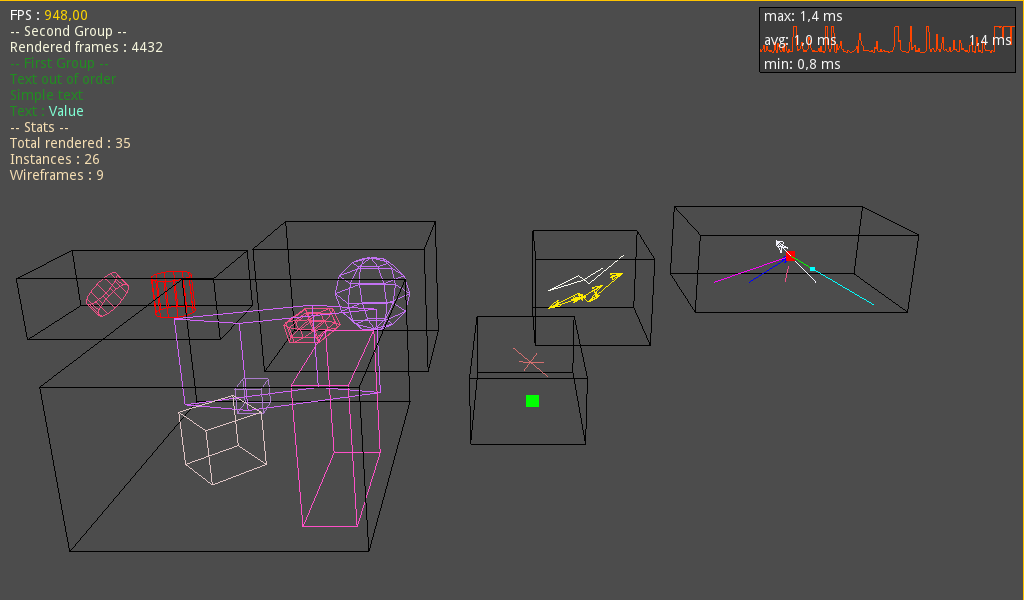 FPS : 948,00
-- Second Group --
Rendered frames : 4432
-- First Group --
Text out of order
Simple text
Text : Value
-- Stats --
Total rendered : 35
Instances : 26
Wireframes : 9
max: 1,4 ms
avg: 1,0 ms
1,4 ms
min: 0,8 ms